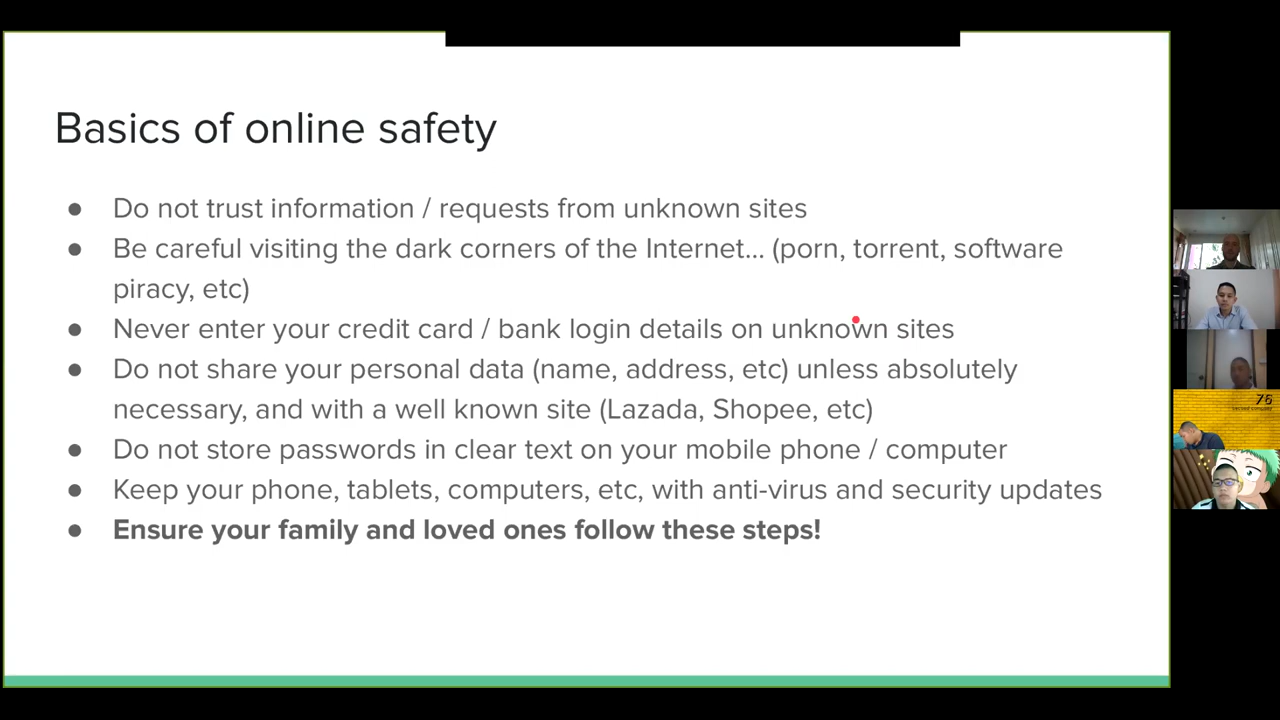 Basics of online safety
● Do not trust information / requests from unknown sites
● Be careful visiting the dark corners of the Internet... (porn, torrent, software
piracy, etc)
● Never enter your credit card / bank login details on unknown sites
● Do not share your personal data (name, address, etc) unless absolutely
necessary, and with a well known site (Lazada, Shopee, etc)
● Do not store passwords in clear text on your mobile phone / computer
● Keep your phone, tablets, computers, etc, with anti-virus and security updates
● Ensure your family and loved ones follow these steps!